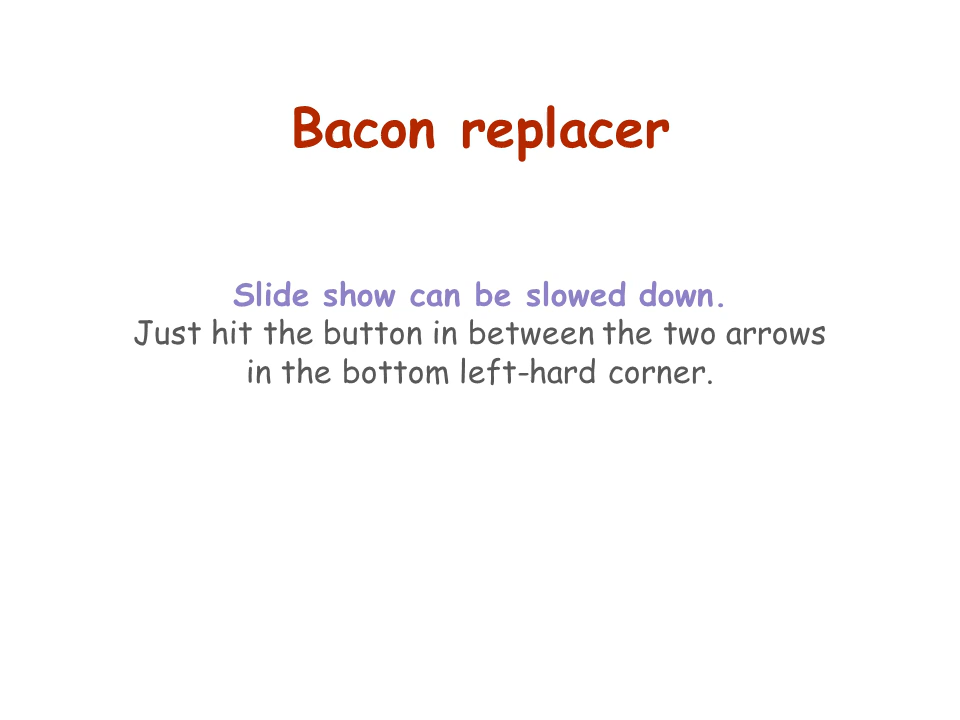 Bacon replacer
Slide show can be slowed down.
Just hit the button in between the two arrows
in the bottom left-hard corner.